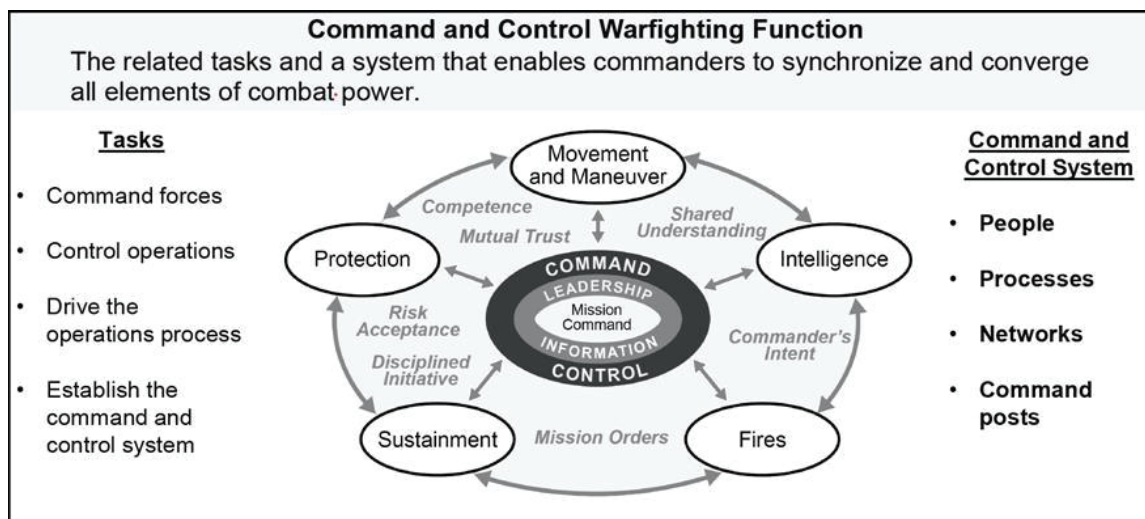 Command and Control Warfighting Function
The related tasks and a system that enables commanders to synchronize and converge
all elements of combat power.
Tasks
• Command forces
• Control operations
• Drive the
operations process
• Establish the
command and
control system
Movement
and Maneuver
Competence
Mutual Trust
Shared
Understanding
Protection
Intelligence
COMMAND
LEADERSHIP
Mission
Command
INFORMATION
CONTROL
Risk
Acceptance
Disciplined
Initiative
Commander's
Intent
Sustainment
Mission Orders
Fires
Command and
Control System
• People
• Processes
• Networks
• Command
posts